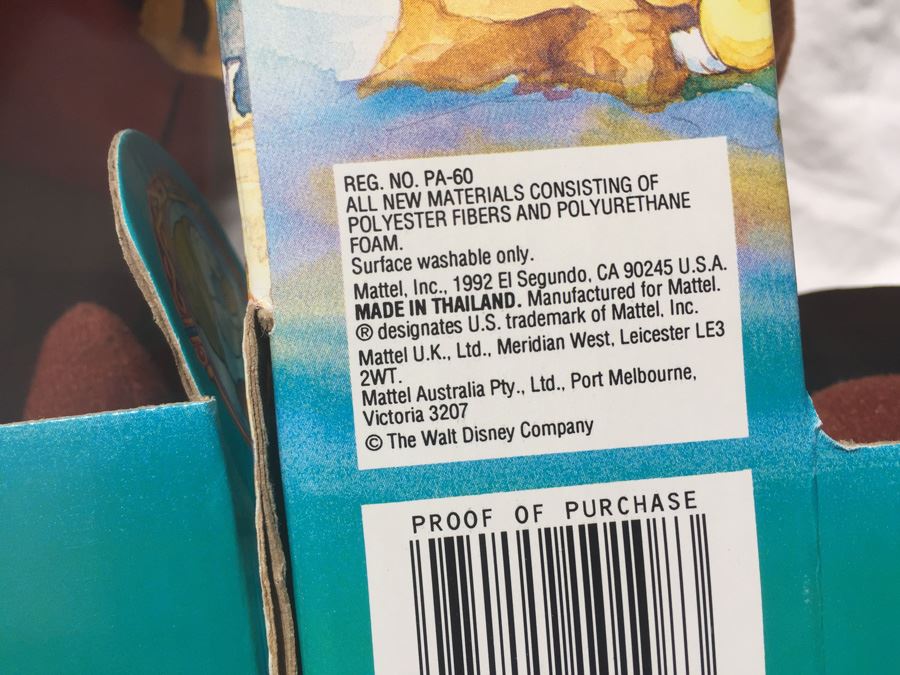 REG. NO. PA-60
ALL NEW MATERIALS CONSISTING OF
POLYESTER FIBERS AND POLYURETHANE
FOAM.
Surface washable only.
Mattel, Inc., 1992 El Segundo, CA 90245 U.S.A.
MADE IN THAILAND. Manufactured for Mattel.
® designates U.S. trademark of Mattel, Inc.
Mattel U.K., Ltd., Meridian West, Leicester LE3
2WT.
Mattel Australia Pty., Ltd., Port Melbourne,
Victoria 3207
© The Walt Disney Company
PROOF OF PURCHASE